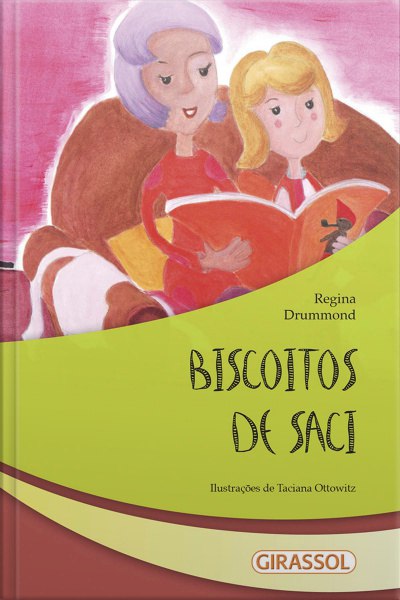 Regina
Drummond
BISCOITOS
DE SACI
Ilustrações de Taciana Ottowitz
GIRASSOL